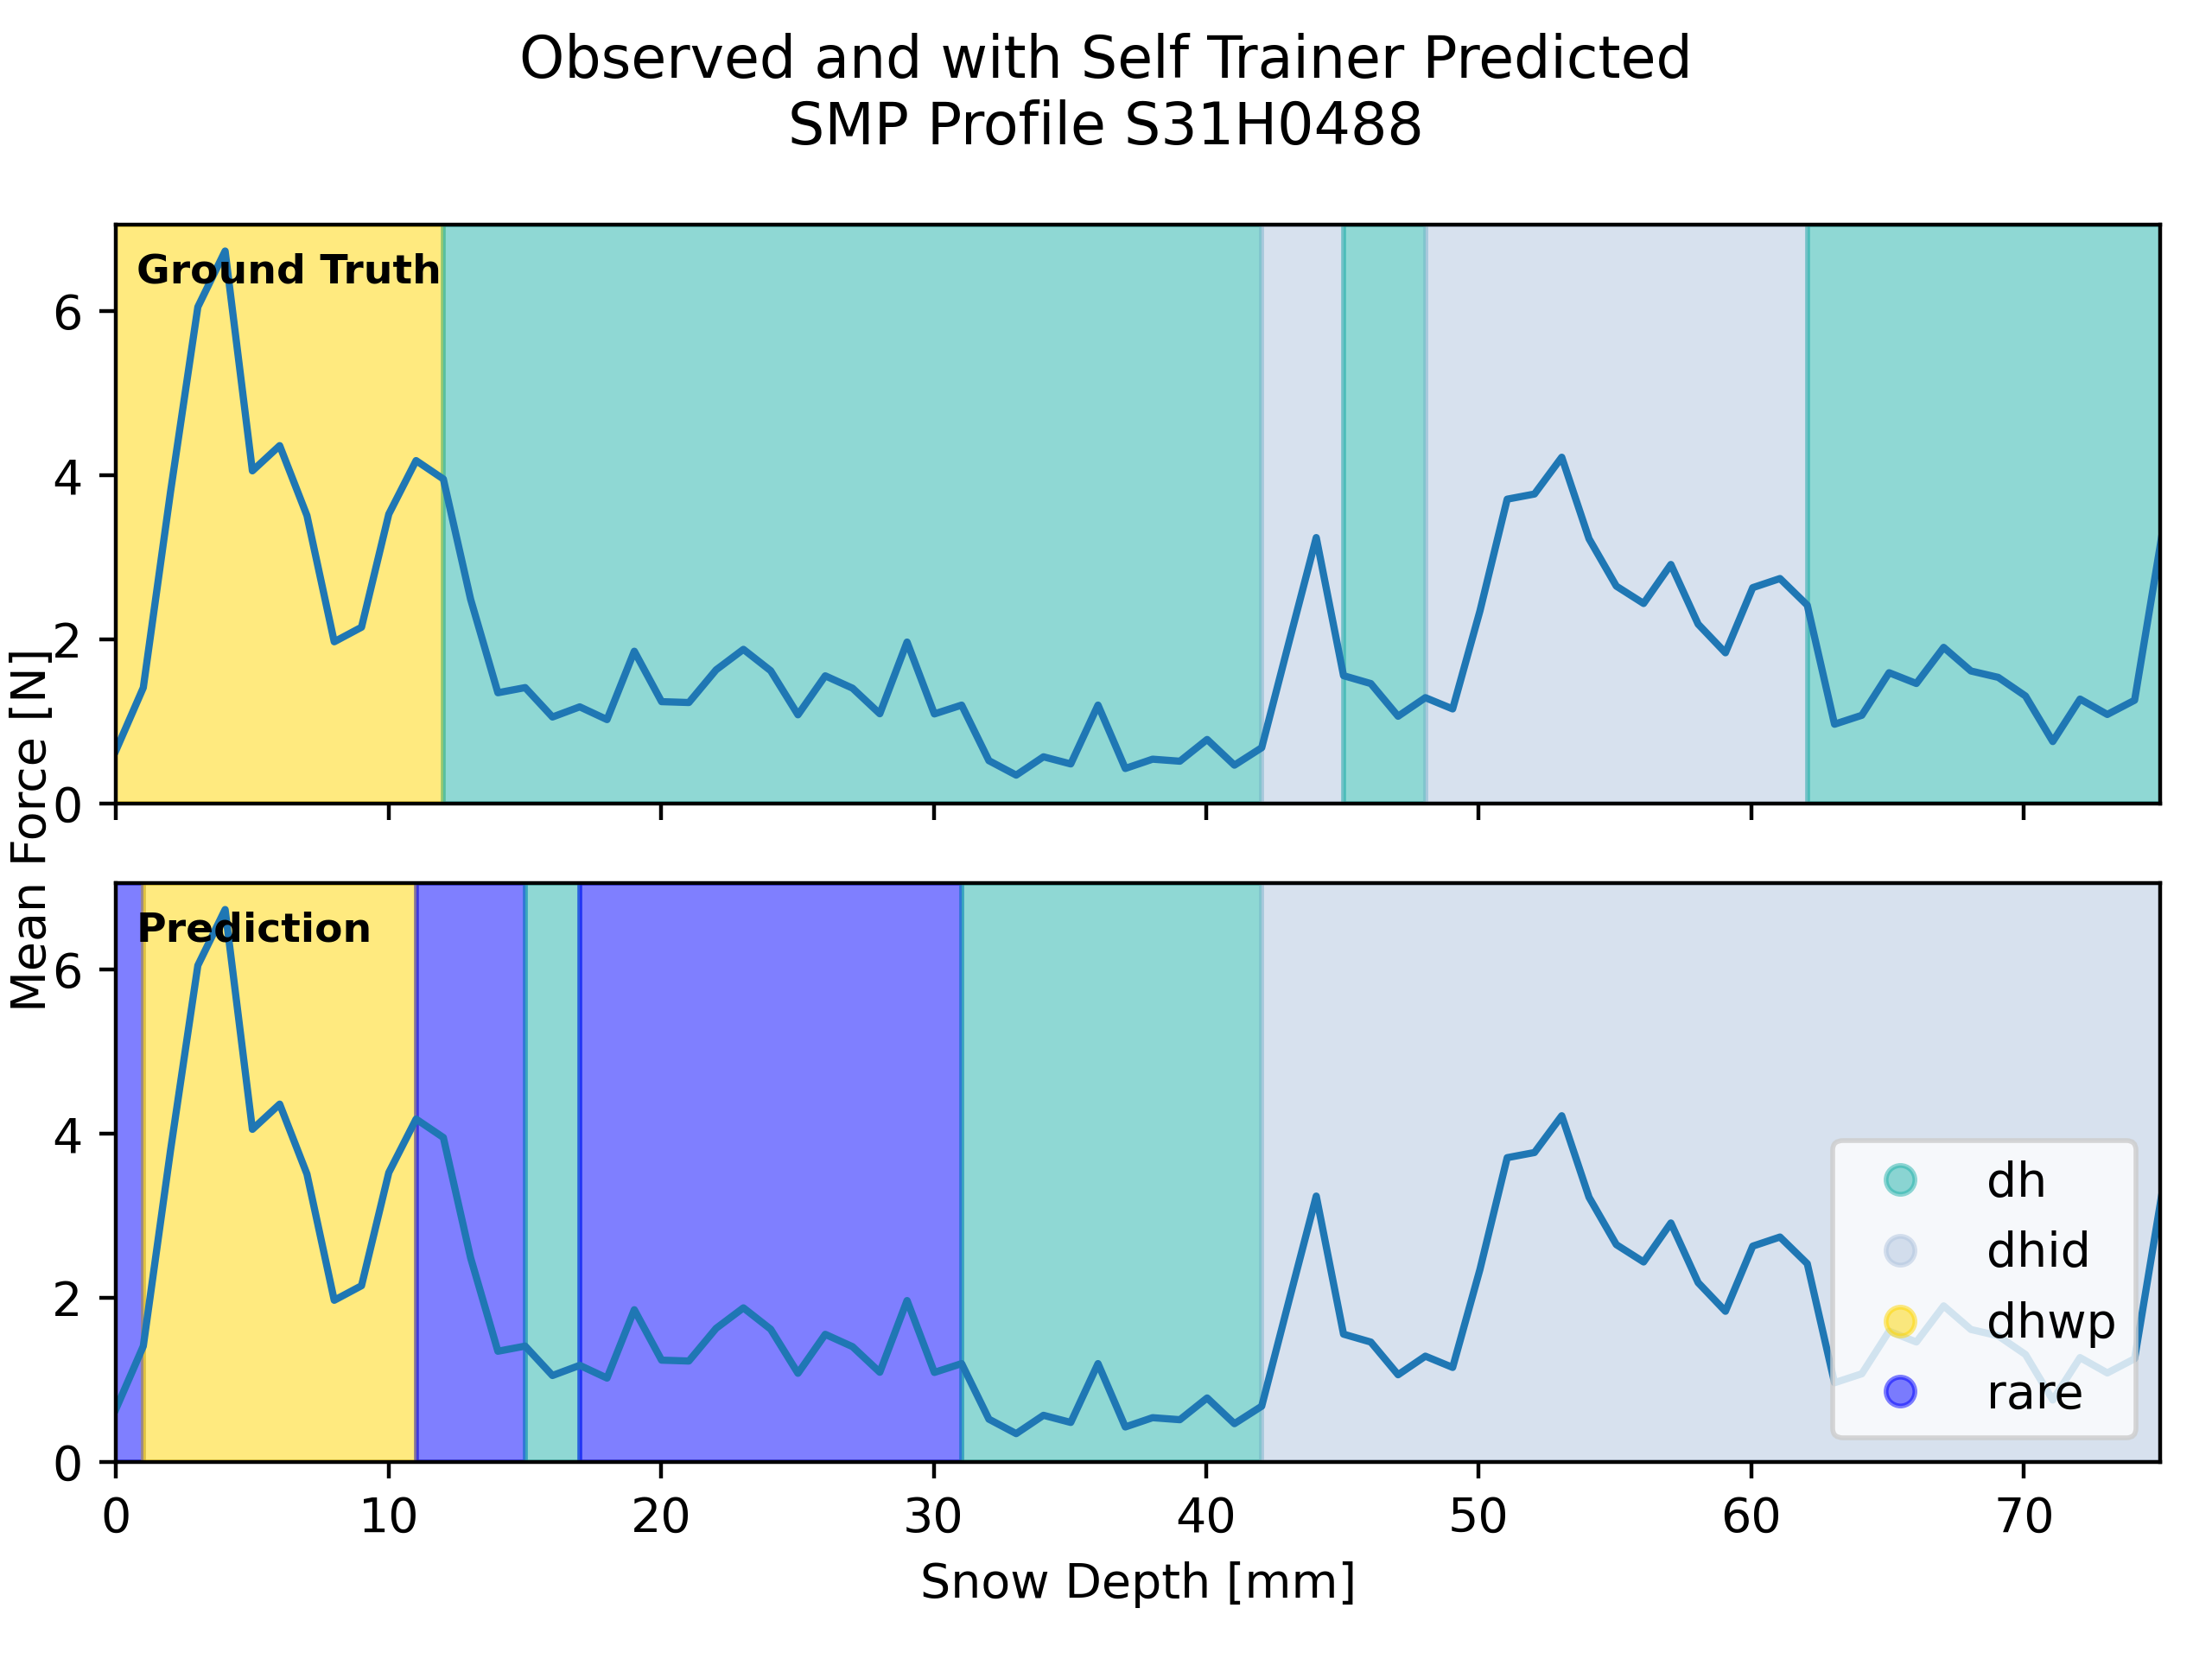 Observed and with Self Trainer Predicted
SMP Profile S31H0488
Ground Truth
6
4
2
0
Mean Force [N]
Prediction
6
4
2
0
dh
dhid
dhwp
rare
0 10 20 30 40 50 60 70
Snow Depth [mm]